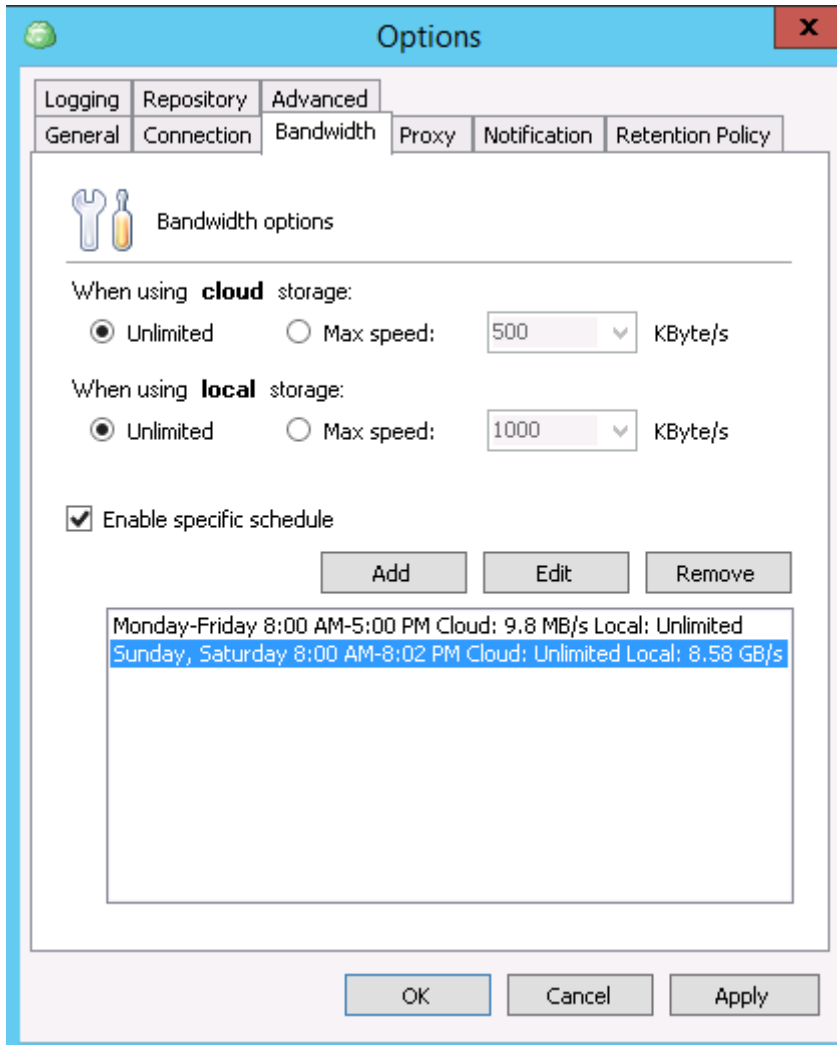 Options
x
Logging Repository Advanced
General Connection Bandwidth Proxy Notification Retention Policy
Bandwidth options
When using cloud storage:
Unlimited Max speed: 500 KByte/s
When using local storage:
Unlimited Max speed: 1000 KByte/s
Enable specific schedule
Add Edit Remove
Monday-Friday 8:00 AM-5:00 PM Cloud: 9.8 MB/s Local: Unlimited
Sunday, Saturday 8:00 AM-8:02 PM Cloud: Unlimited Local: 8.58 GB/s
OK Cancel Apply